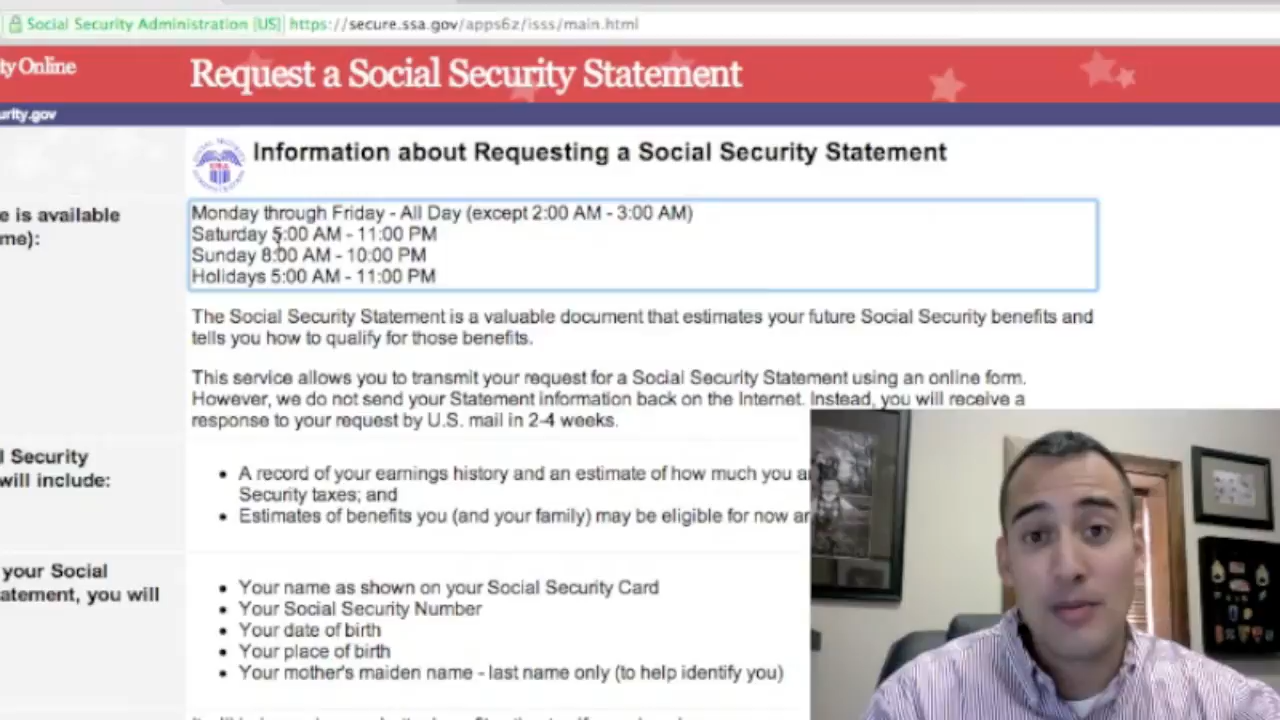 Social Security Administration [US] https://secure.ssa.gov/apps6z/isss/main.html
ty Online
Request a Social Security Statement
urity.gov
Information about Requesting a Social Security Statement
e is available
me):
Monday through Friday - All Day (except 2:00 AM - 3:00 AM)
Saturday 5:00 AM - 11:00 PM
Sunday 8:00 AM - 10:00 PM
Holidays 5:00 AM - 11:00 PM
The Social Security Statement is a valuable document that estimates your future Social Security benefits and
tells you how to qualify for those benefits.
This service allows you to transmit your request for a Social Security Statement using an online form.
However, we do not send your Statement information back on the Internet. Instead, you will receive a
response to your request by U.S. mail in 2-4 weeks.
l Security
will include:
• A record of your earnings history and an estimate of how much you
Security taxes; and
• Estimates of benefits you (and your family) may be eligible for now
your Social
atement, you will
• Your name as shown on your Social Security Card
• Your Social Security Number
• Your date of birth
• Your place of birth
• Your mother's maiden name - last name only (to help identify you)